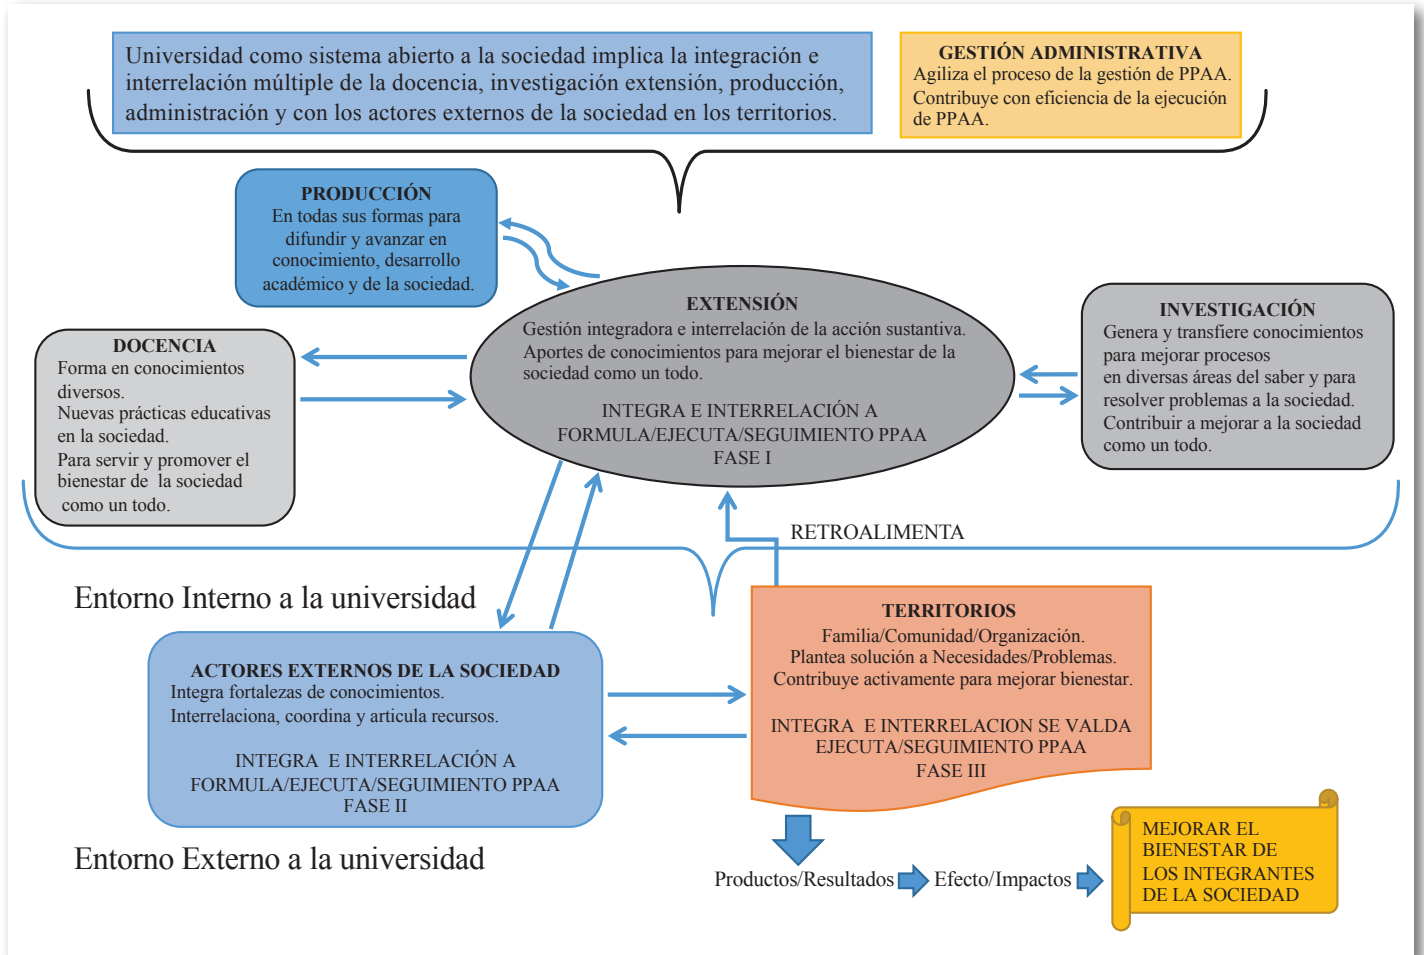 Universidad como sistema abierto a la sociedad implica la integración e
interrelación múltiple de la docencia, investigación extensión, producción,
administración y con los actores externos de la sociedad en los territorios.
GESTIÓN ADMINISTRATIVA
Agiliza el proceso de la gestión de PPAA.
Contribuye con eficiencia de la ejecución
de PPAA.
PRODUCCIÓN
En todas sus formas para
difundir y avanzar en
conocimiento, desarrollo
académico y de la sociedad.
EXTENSIÓN
Gestión integradora e interrelación de la acción sustantiva.
Aportes de conocimientos para mejorar el bienestar de la
sociedad como un todo.
INTEGRA E INTERRELACIÓN A
FORMULA/EJECUTA/SEGUIMIENTO PPAA
FASE I
INVESTIGACIÓN
Genera y transfiere conocimientos
para mejorar procesos
en diversas áreas del saber y para
resolver problemas a la sociedad.
Contribuir a mejorar a la sociedad
como un todo.
DOCENCIA
Forma en conocimientos
diversos.
Nuevas prácticas educativas
en la sociedad.
Para servir y promover el
bienestar de la sociedad
como un todo.
RETROALIMENTA
Entorno Interno a la universidad
ACTORES EXTERNOS DE LA SOCIEDAD
Integra fortalezas de conocimientos.
Interrelaciona, coordina y articula recursos.
INTEGRA E INTERRELACIÓN A
FORMULA/EJECUTA/SEGUIMIENTO PPAA
FASE II
TERRITORIOS
Familia/Comunidad/Organización.
Plantea solución a Necesidades/Problemas.
Contribuye activamente para mejorar bienestar.
INTEGRA E INTERRELACION SE VALDA
EJECUTA/SEGUIMIENTO PPAA
FASE III
Entorno Externo a la universidad
Productos/Resultados
Efecto/Impactos
MEJORAR EL
BIENESTAR DE
LOS INTEGRANTES
DE LA SOCIEDAD